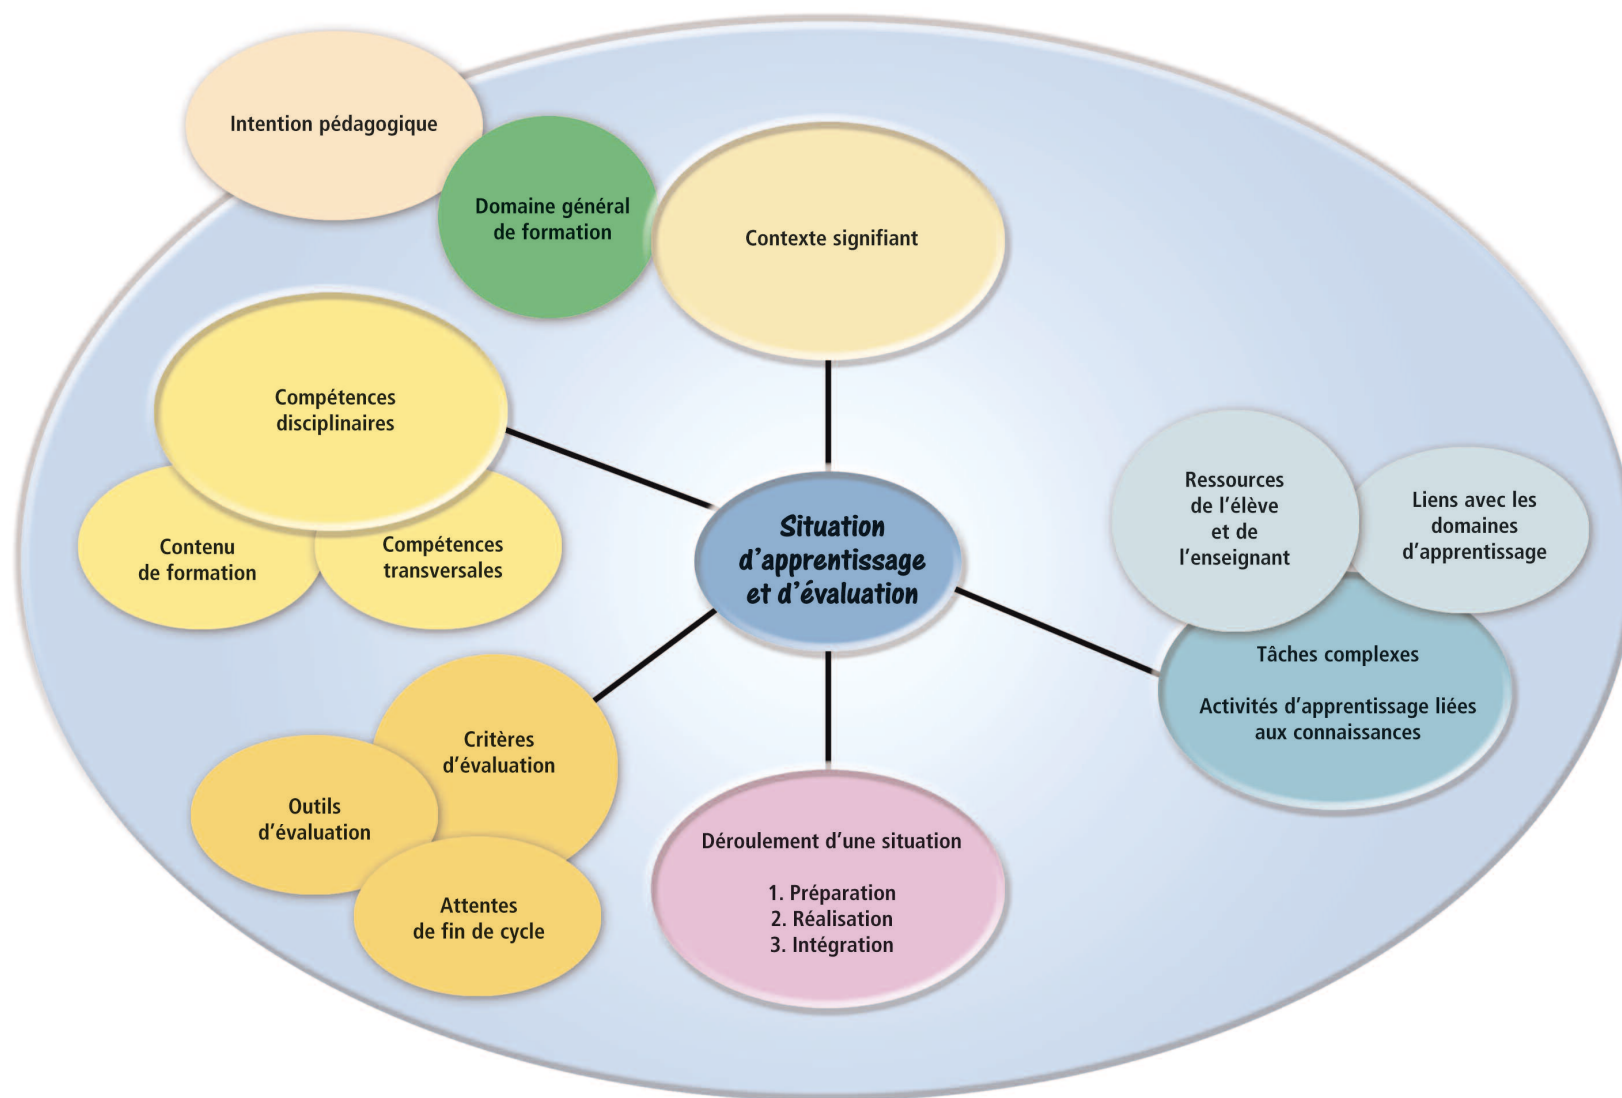 Intention pédagogique
Domaine général
de formation
Contexte signifiant
Compétences
disciplinaires
Contenu
de formation
Compétences
transversales
Situation
d’apprentissage
et d’évaluation
Ressources
de l’élève
et de
l’enseignant
Liens avec les
domaines
d’apprentissage
Tâches complexes
Activités d’apprentissage liées
aux connaissances
Critères
d’évaluation
Outils
d’évaluation
Attentes
de fin de cycle
Déroulement d’une situation
1. Préparation
2. Réalisation
3. Intégration